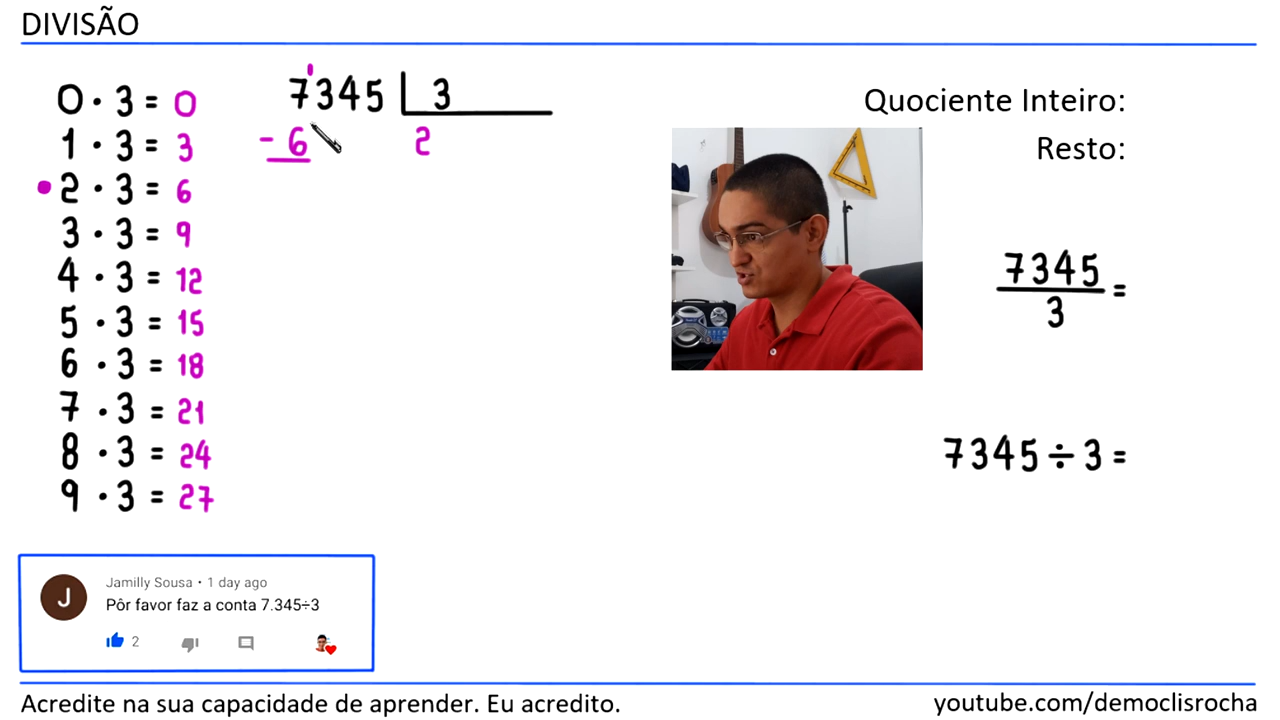 DIVISÃO
0 · 3 = 0
1 · 3 = 3
2 · 3 = 6
3 · 3 = 9
4 · 3 = 12
5 · 3 = 15
6 · 3 = 18
7 · 3 = 21
8 · 3 = 24
9 · 3 = 27
7'345 3
- 6 2
Quociente Inteiro:
Resto:
7345
3
=
7345 ÷ 3 =
J
Jamilly Sousa • 1 day ago
Pôr favor faz a conta 7.345÷3
2
Acredite na sua capacidade de aprender. Eu acredito.
youtube.com/democlisrocha